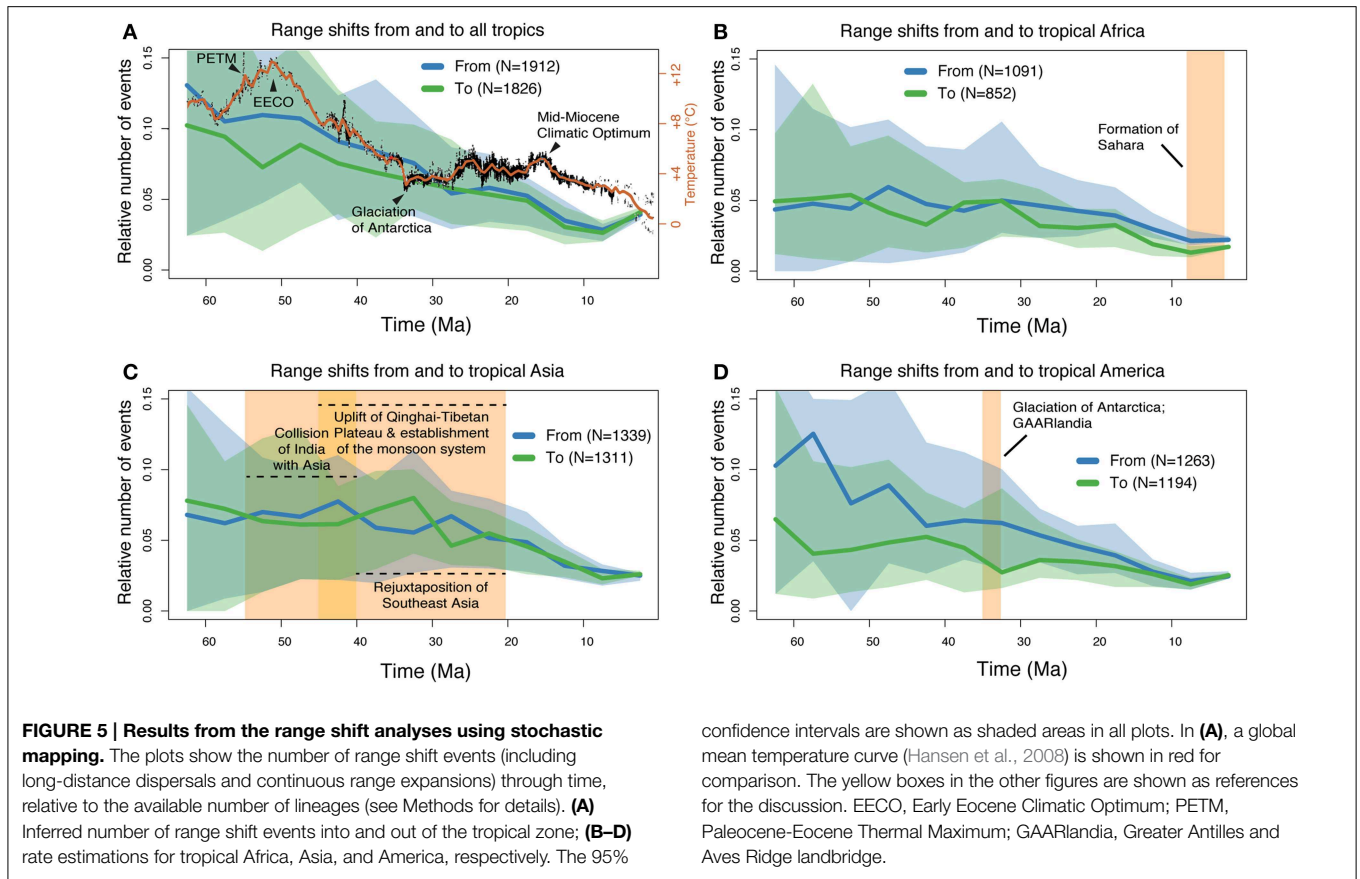 A
Range shifts from and to all tropics
Relative number of events
0.15
0.10
0.05
0.00
PETM
EECO
From (N=1912)
To (N=1826)
Mid-Miocene
Climatic Optimum
Glaciation
of Antarctica
+12
+8
+4
0
Temperature (°C)
60 50 40 30 20 10
Time (Ma)
B
Range shifts from and to tropical Africa
Relative number of events
0.15
0.10
0.05
0.00
From (N=1091)
To (N=852)
Formation of
Sahara
60 50 40 30 20 10
Time (Ma)
C
Range shifts from and to tropical Asia
Relative number of events
0.15
0.10
0.05
0.00
Uplift of Qinghai-Tibetan
Plateau & establishment
of the monsoon system
Collision
of India
with Asia
From (N=1339)
To (N=1311)
Rejuxtaposition of
Southeast Asia
60 50 40 30 20 10
Time (Ma)
D
Range shifts from and to tropical America
Relative number of events
0.15
0.10
0.05
0.00
Glaciation of Antarctica;
GAARlandia
From (N=1263)
To (N=1194)
60 50 40 30 20 10
Time (Ma)
FIGURE 5 | Results from the range shift analyses using stochastic
mapping. The plots show the number of range shift events (including
long-distance dispersals and continuous range expansions) through time,
relative to the available number of lineages (see Methods for details). (A)
Inferred number of range shift events into and out of the tropical zone; (B–D)
rate estimations for tropical Africa, Asia, and America, respectively. The 95%
confidence intervals are shown as shaded areas in all plots. In (A), a global
mean temperature curve (Hansen et al., 2008) is shown in red for
comparison. The yellow boxes in the other figures are shown as references
for the discussion. EECO, Early Eocene Climatic Optimum; PETM,
Paleocene-Eocene Thermal Maximum; GAARlandia, Greater Antilles and
Aves Ridge landbridge.